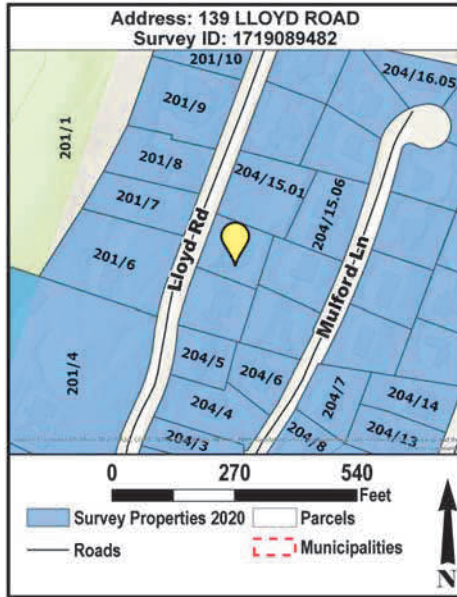 Address: 139 LLOYD ROAD
Survey ID: 1719089482
201/10
204/16.05
201/9
201/1
201/8
204/15.01
204/15.06
201/7
Lloyd Rd
201/6
Mulford Ln
201/4
204/5
204/6
204/7
204/4
204/14
204/3
204/8
204/13
0 270 540
Feet
Survey Properties 2020
Parcels
Roads
Municipalities
N